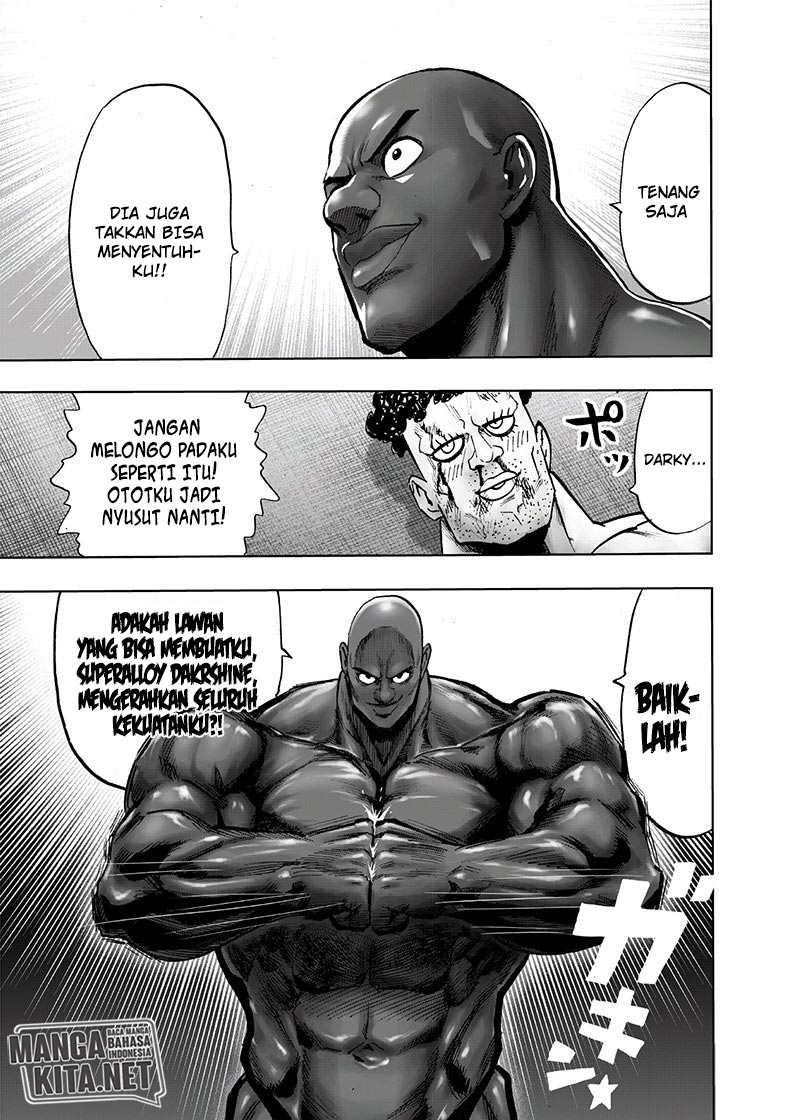 TENANG
SAJA
DIA JUGA
TAKKAN BISA
MENYENTUH-
KU!!
ポッ
DARKY...
JANGAN
MELONGO PADAKU
SEPERTI ITU!
OTOTKU JADI
NYUSUT NANTI!
BAIK-
LAH!
ADAKAH LAWAN
YANG BISA MEMBUATKU,
SUPERALLOY DAKRSHINE,
MENGERAHKAN SELURUH
KEKUATANKU?!
ガキン
MANGA
BAHASA
INDONESIA
KITA.NET